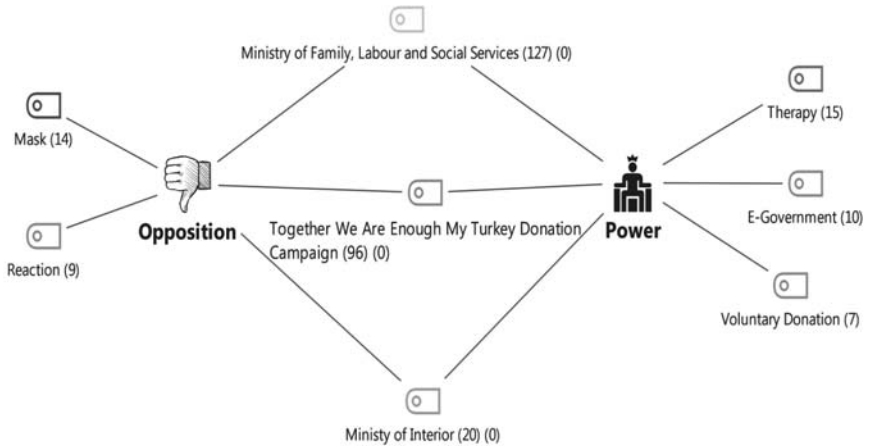 Ministry of Family, Labour and Social Services (127) (0)
Mask (14)
Therapy (15)
Opposition
Together We Are Enough My Turkey Donation
Campaign (96) (0)
Power
E-Government (10)
Reaction (9)
Voluntary Donation (7)
Ministy of Interior (20) (0)